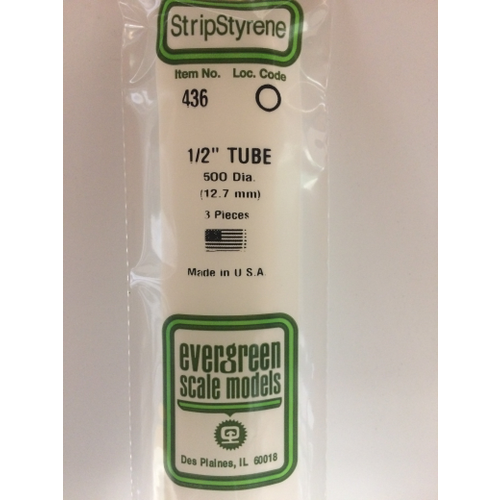 StripStyrene
Item No. Loc. Code
436
1/2" TUBE
500 Dia.
(12.7 mm)
3 Pieces
Made in U S.A.
evergreen
scale models
Des Plaines, IL 60018